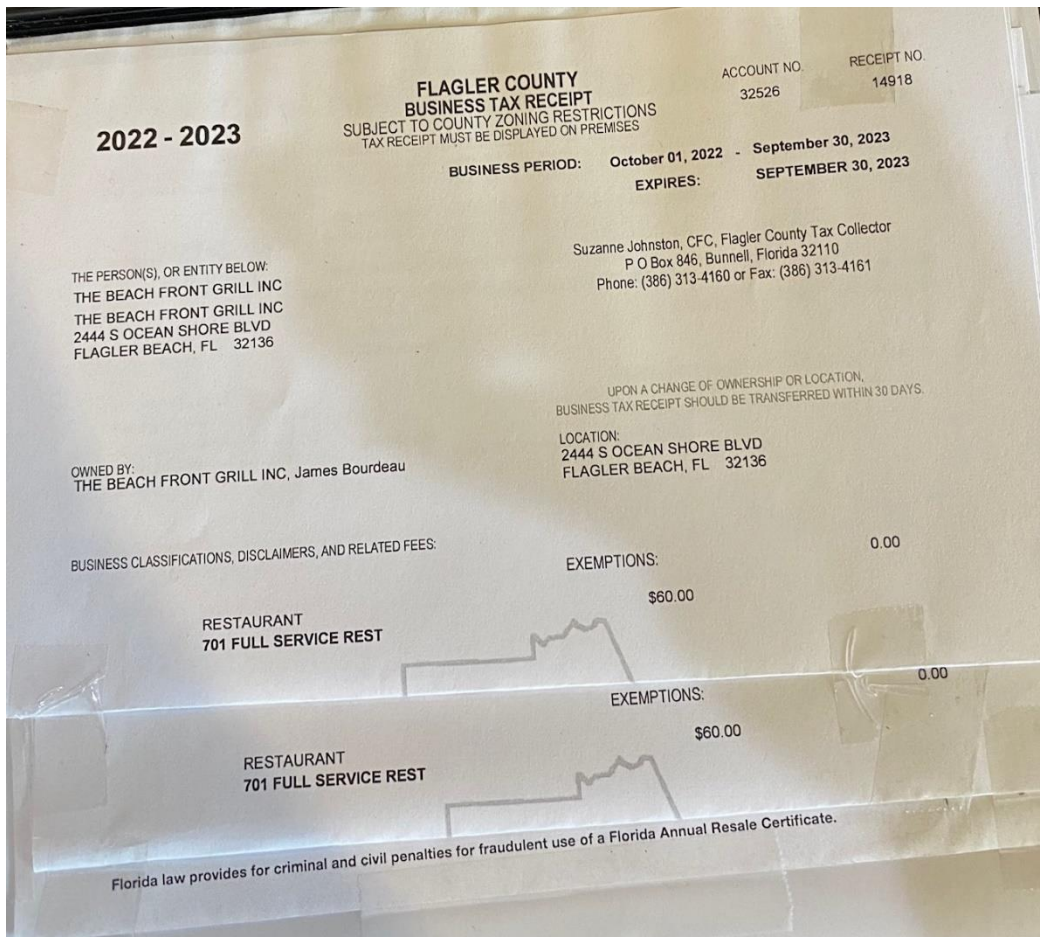 FLAGLER COUNTY
BUSINESS TAX RECEIPT
SUBJECT TO COUNTY ZONING RESTRICTIONS
TAX RECEIPT MUST BE DISPLAYED ON PREMISES
ACCOUNT NO. RECEIPT NO.
32526 14918
2022 - 2023
BUSINESS PERIOD: October 01, 2022 - September 30, 2023
EXPIRES: SEPTEMBER 30, 2023
Suzanne Johnston, CFC, Flagler County Tax Collector
P O Box 846, Bunnell, Florida 32110
Phone: (386) 313-4160 or Fax: (386) 313-4161
THE PERSON(S), OR ENTITY BELOW:
THE BEACH FRONT GRILL INC
THE BEACH FRONT GRILL INC
2444 S OCEAN SHORE BLVD
FLAGLER BEACH, FL 32136
UPON A CHANGE OF OWNERSHIP OR LOCATION,
BUSINESS TAX RECEIPT SHOULD BE TRANSFERRED WITHIN 30 DAYS.
LOCATION:
2444 S OCEAN SHORE BLVD
FLAGLER BEACH, FL 32136
OWNED BY:
THE BEACH FRONT GRILL INC, James Bourdeau
BUSINESS CLASSIFICATIONS, DISCLAIMERS, AND RELATED FEES:
EXEMPTIONS: 0.00
$60.00
RESTAURANT
701 FULL SERVICE REST
EXEMPTIONS: 0.00
$60.00
RESTAURANT
701 FULL SERVICE REST
Florida law provides for criminal and civil penalties for fraudulent use of a Florida Annual Resale Certificate.